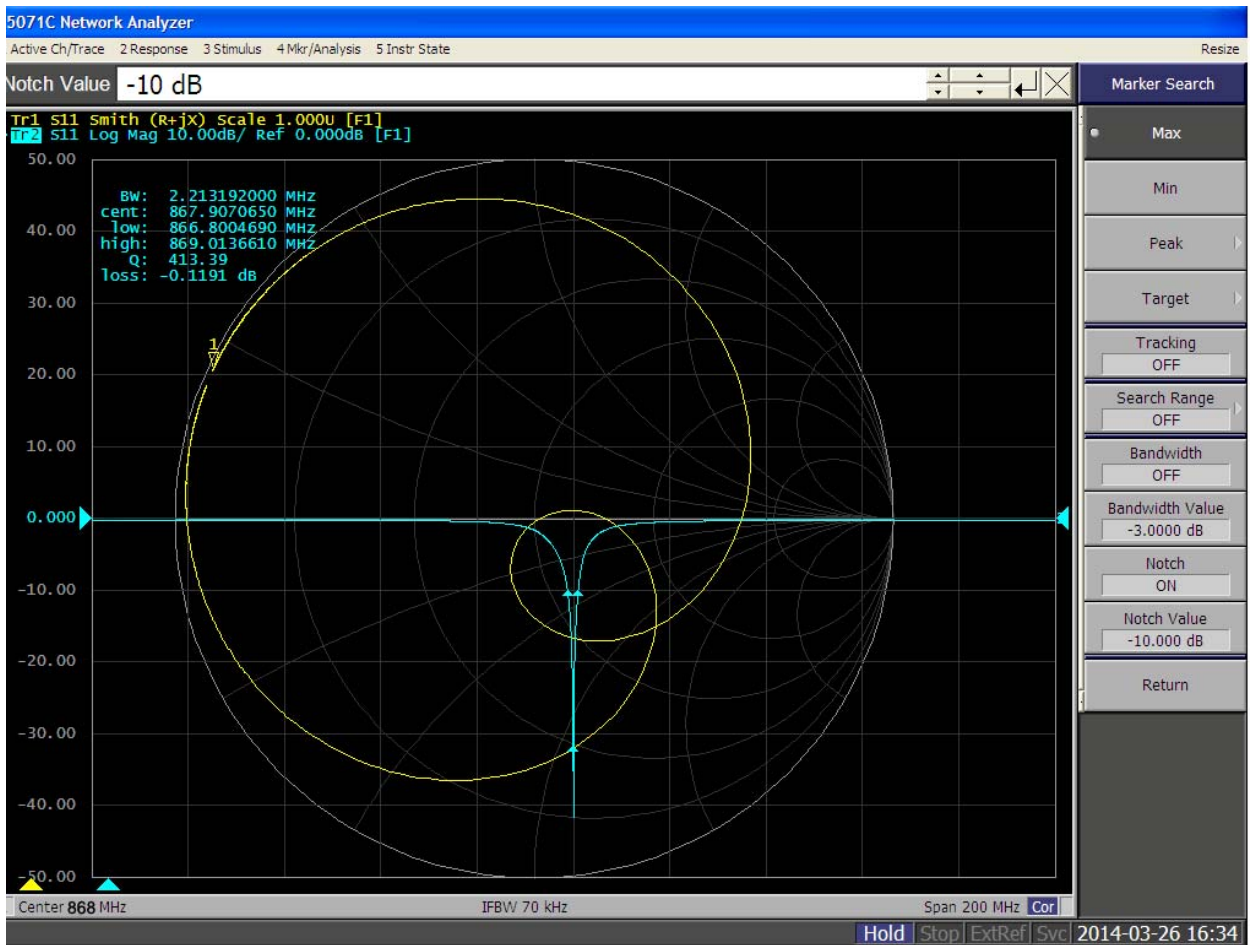 5071C Network Analyzer
Active Ch/Trace 2 Response 3 Stimulus 4 Mkr/Analysis 5 Instr State Resize
Notch Value -10 dB
Tr1 S11 Smith (R+jX) Scale 1.000U [F1]
Tr2 S11 Log Mag 10.00dB/ Ref 0.000dB [F1]
50.00
40.00
30.00
20.00
10.00
0.000
-10.00
-20.00
-30.00
-40.00
-50.00
BW: 2.213192000 MHz
cent: 867.9070650 MHz
low: 866.8004690 MHz
high: 869.0136610 MHz
Q: 413.39
loss: -0.1191 dB
1
Marker Search
Max
Min
Peak
Target
Tracking
OFF
Search Range
OFF
Bandwidth
OFF
Bandwidth Value
-3.0000 dB
Notch
ON
Notch Value
-10.000 dB
Return
Center 868 MHz IFBW 70 kHz Span 200 MHz Cor
Hold Stop ExtRef Svc 2014-03-26 16:34